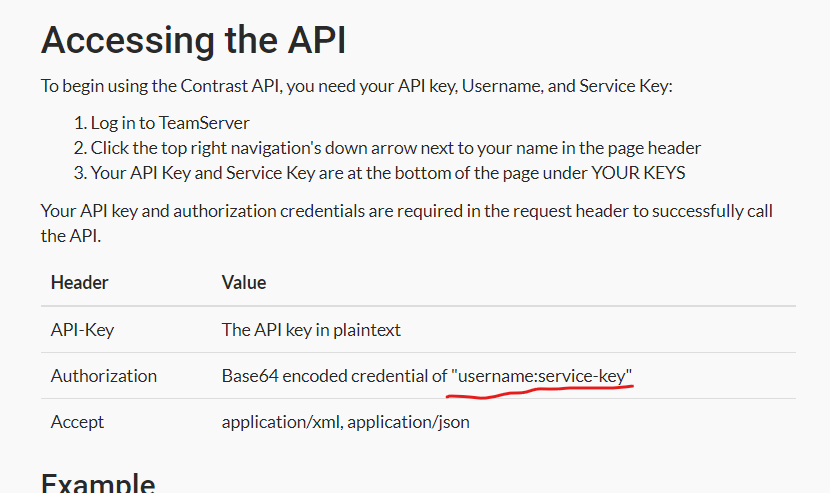 Accessing the API
To begin using the Contrast API, you need your API key, Username, and Service Key:
1. Log in to TeamServer
2. Click the top right navigation's down arrow next to your name in the page header
3. Your API Key and Service Key are at the bottom of the page under YOUR KEYS
Your API key and authorization credentials are required in the request header to successfully call
the API.
Header Value
API-Key The API key in plaintext
Authorization Base64 encoded credential of "username:service-key"
Accept application/xml, application/json
Example